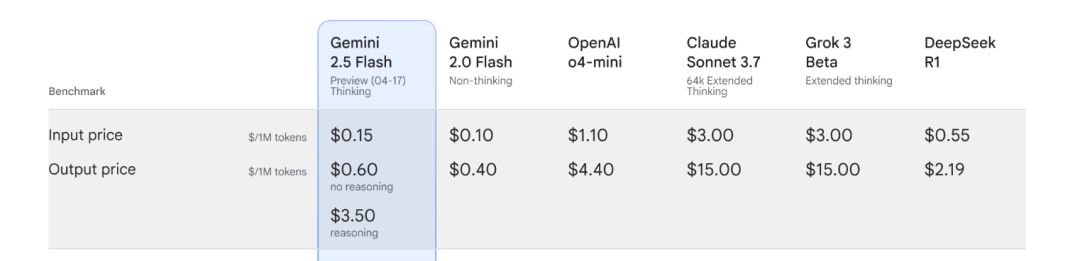 Benchmark
Gemini
2.5 Flash
Preview (04-17)
Thinking
Gemini
2.0 Flash
Non-thinking
OpenAI
o4-mini
Claude
Sonnet 3.7
64k Extended
Thinking
Grok 3
Beta
Extended thinking
DeepSeek
R1
Input price $/1M tokens $0.15 $0.10 $1.10 $3.00 $3.00 $0.55
Output price $/1M tokens $0.60 $0.40 $4.40 $15.00 $15.00 $2.19
no reasoning
$3.50
reasoning